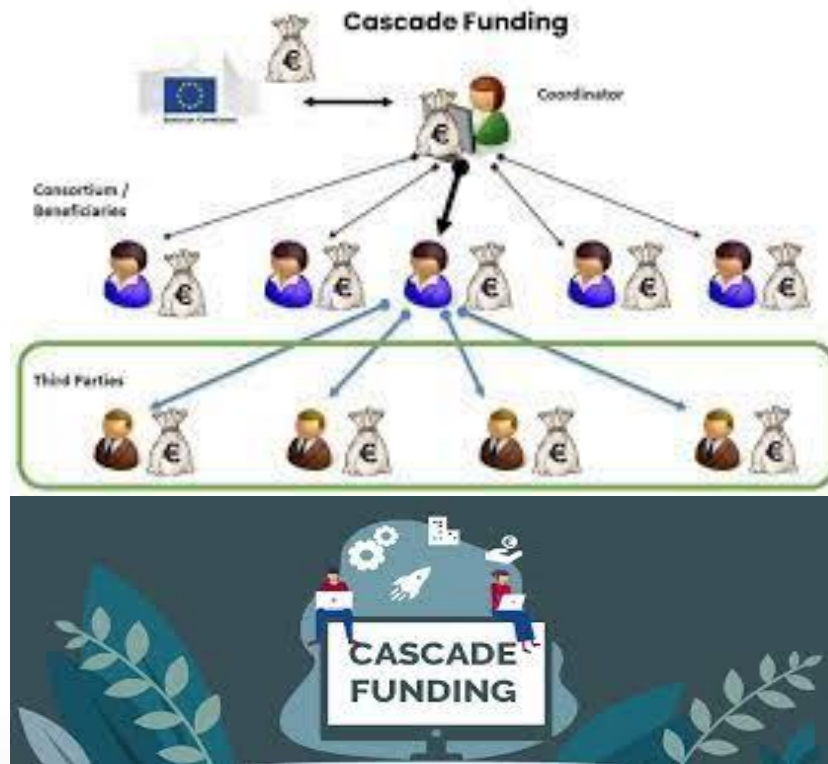 Cascade Funding
€
Coordinator
€
Consortium /
Beneficiaries
€
€
€
€
€
Third Parties
€
€
€
€
€
CASCADE
FUNDING